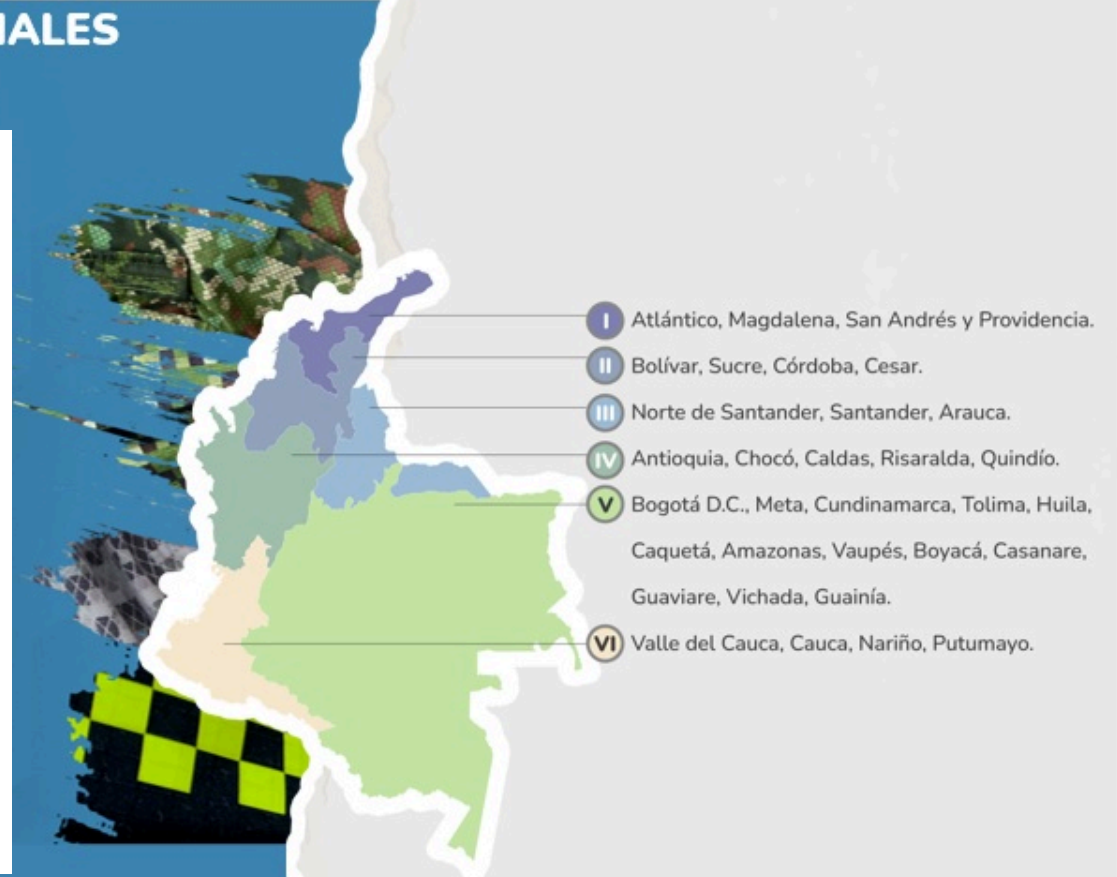 IALES
I Atlántico, Magdalena, San Andrés y Providencia.
II Bolívar, Sucre, Córdoba, Cesar.
III Norte de Santander, Santander, Arauca.
IV Antioquia, Chocó, Caldas, Risaralda, Quindío.
V Bogotá D.C., Meta, Cundinamarca, Tolima, Huila,
Caquetá, Amazonas, Vaupés, Boyacá, Casanare,
Guaviare, Vichada, Guainía.
VI Valle del Cauca, Cauca, Nariño, Putumayo.